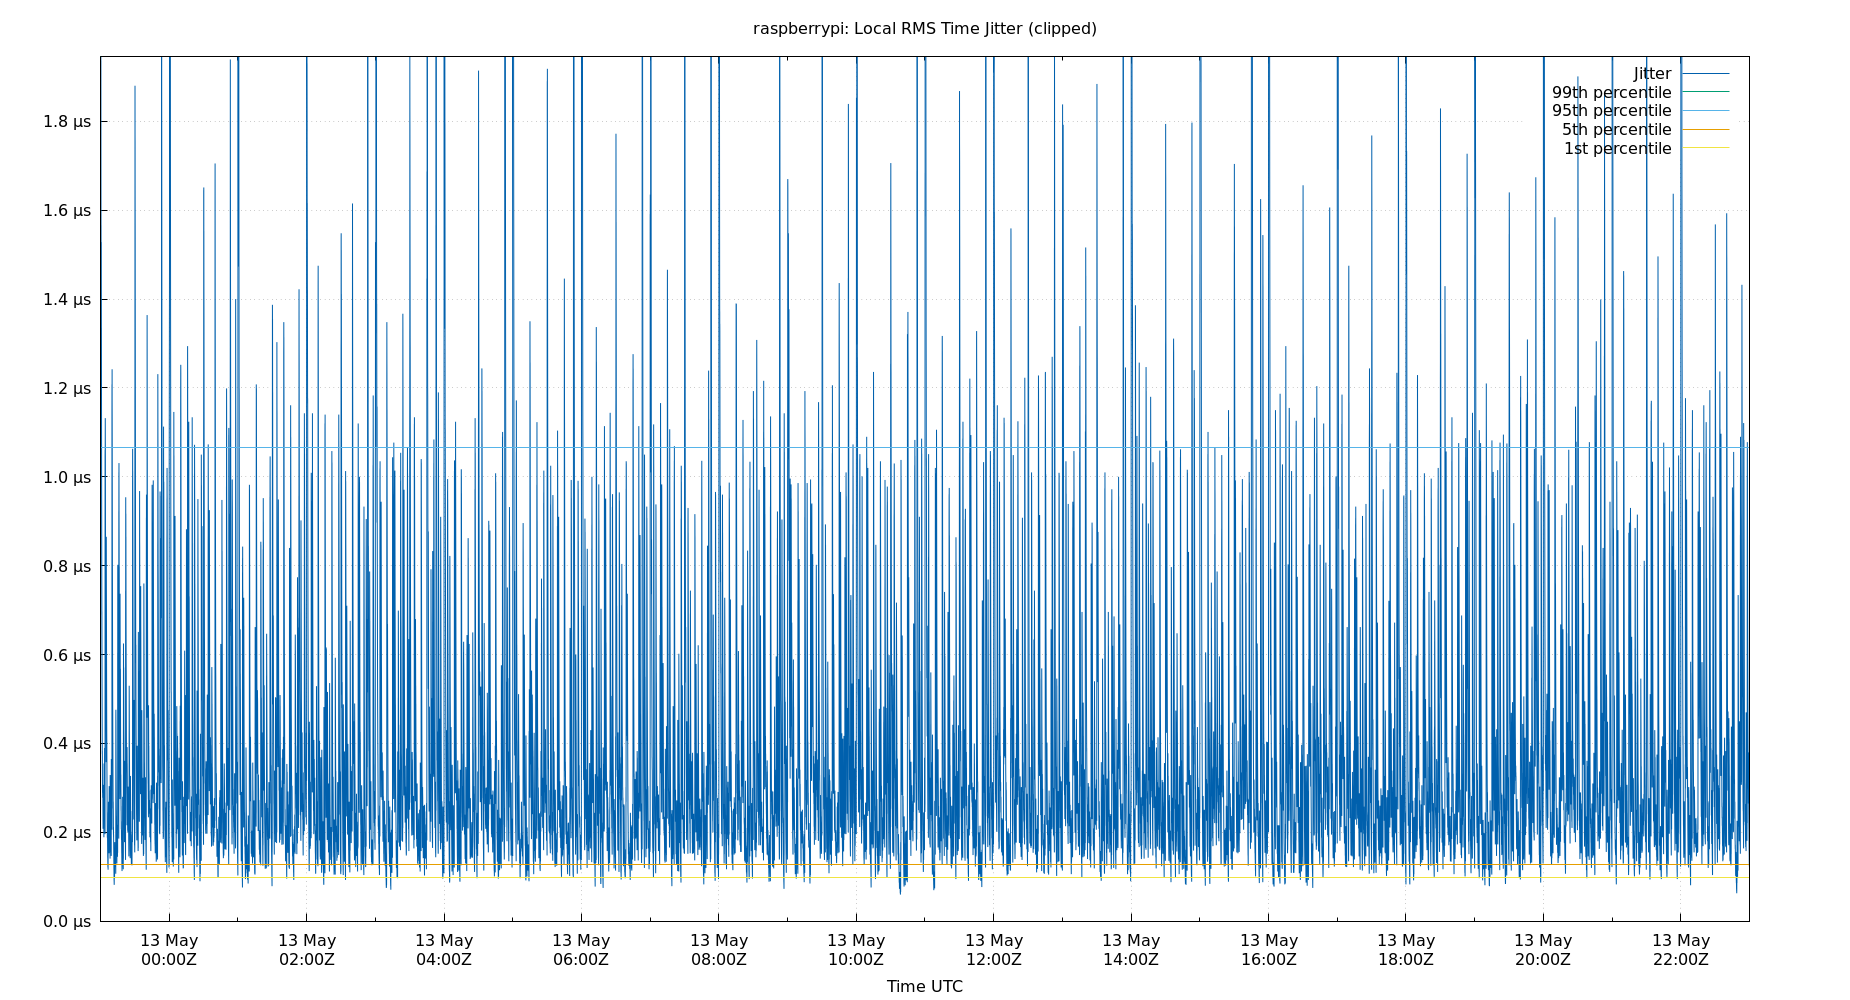 raspberrypi: Local RMS Time Jitter (clipped)
Jitter
99th percentile
95th percentile
5th percentile
1st percentile
1.8 μs
1.6 μs
1.4 μs
1.2 μs
1.0 μs
0.8 μs
0.6 μs
0.4 μs
0.2 μs
0.0 μs
13 May 13 May 13 May 13 May 13 May 13 May 13 May 13 May 13 May 13 May 13 May 13 May
00:00Z 02:00Z 04:00Z 06:00Z 08:00Z 10:00Z 12:00Z 14:00Z 16:00Z 18:00Z 20:00Z 22:00Z
Time UTC